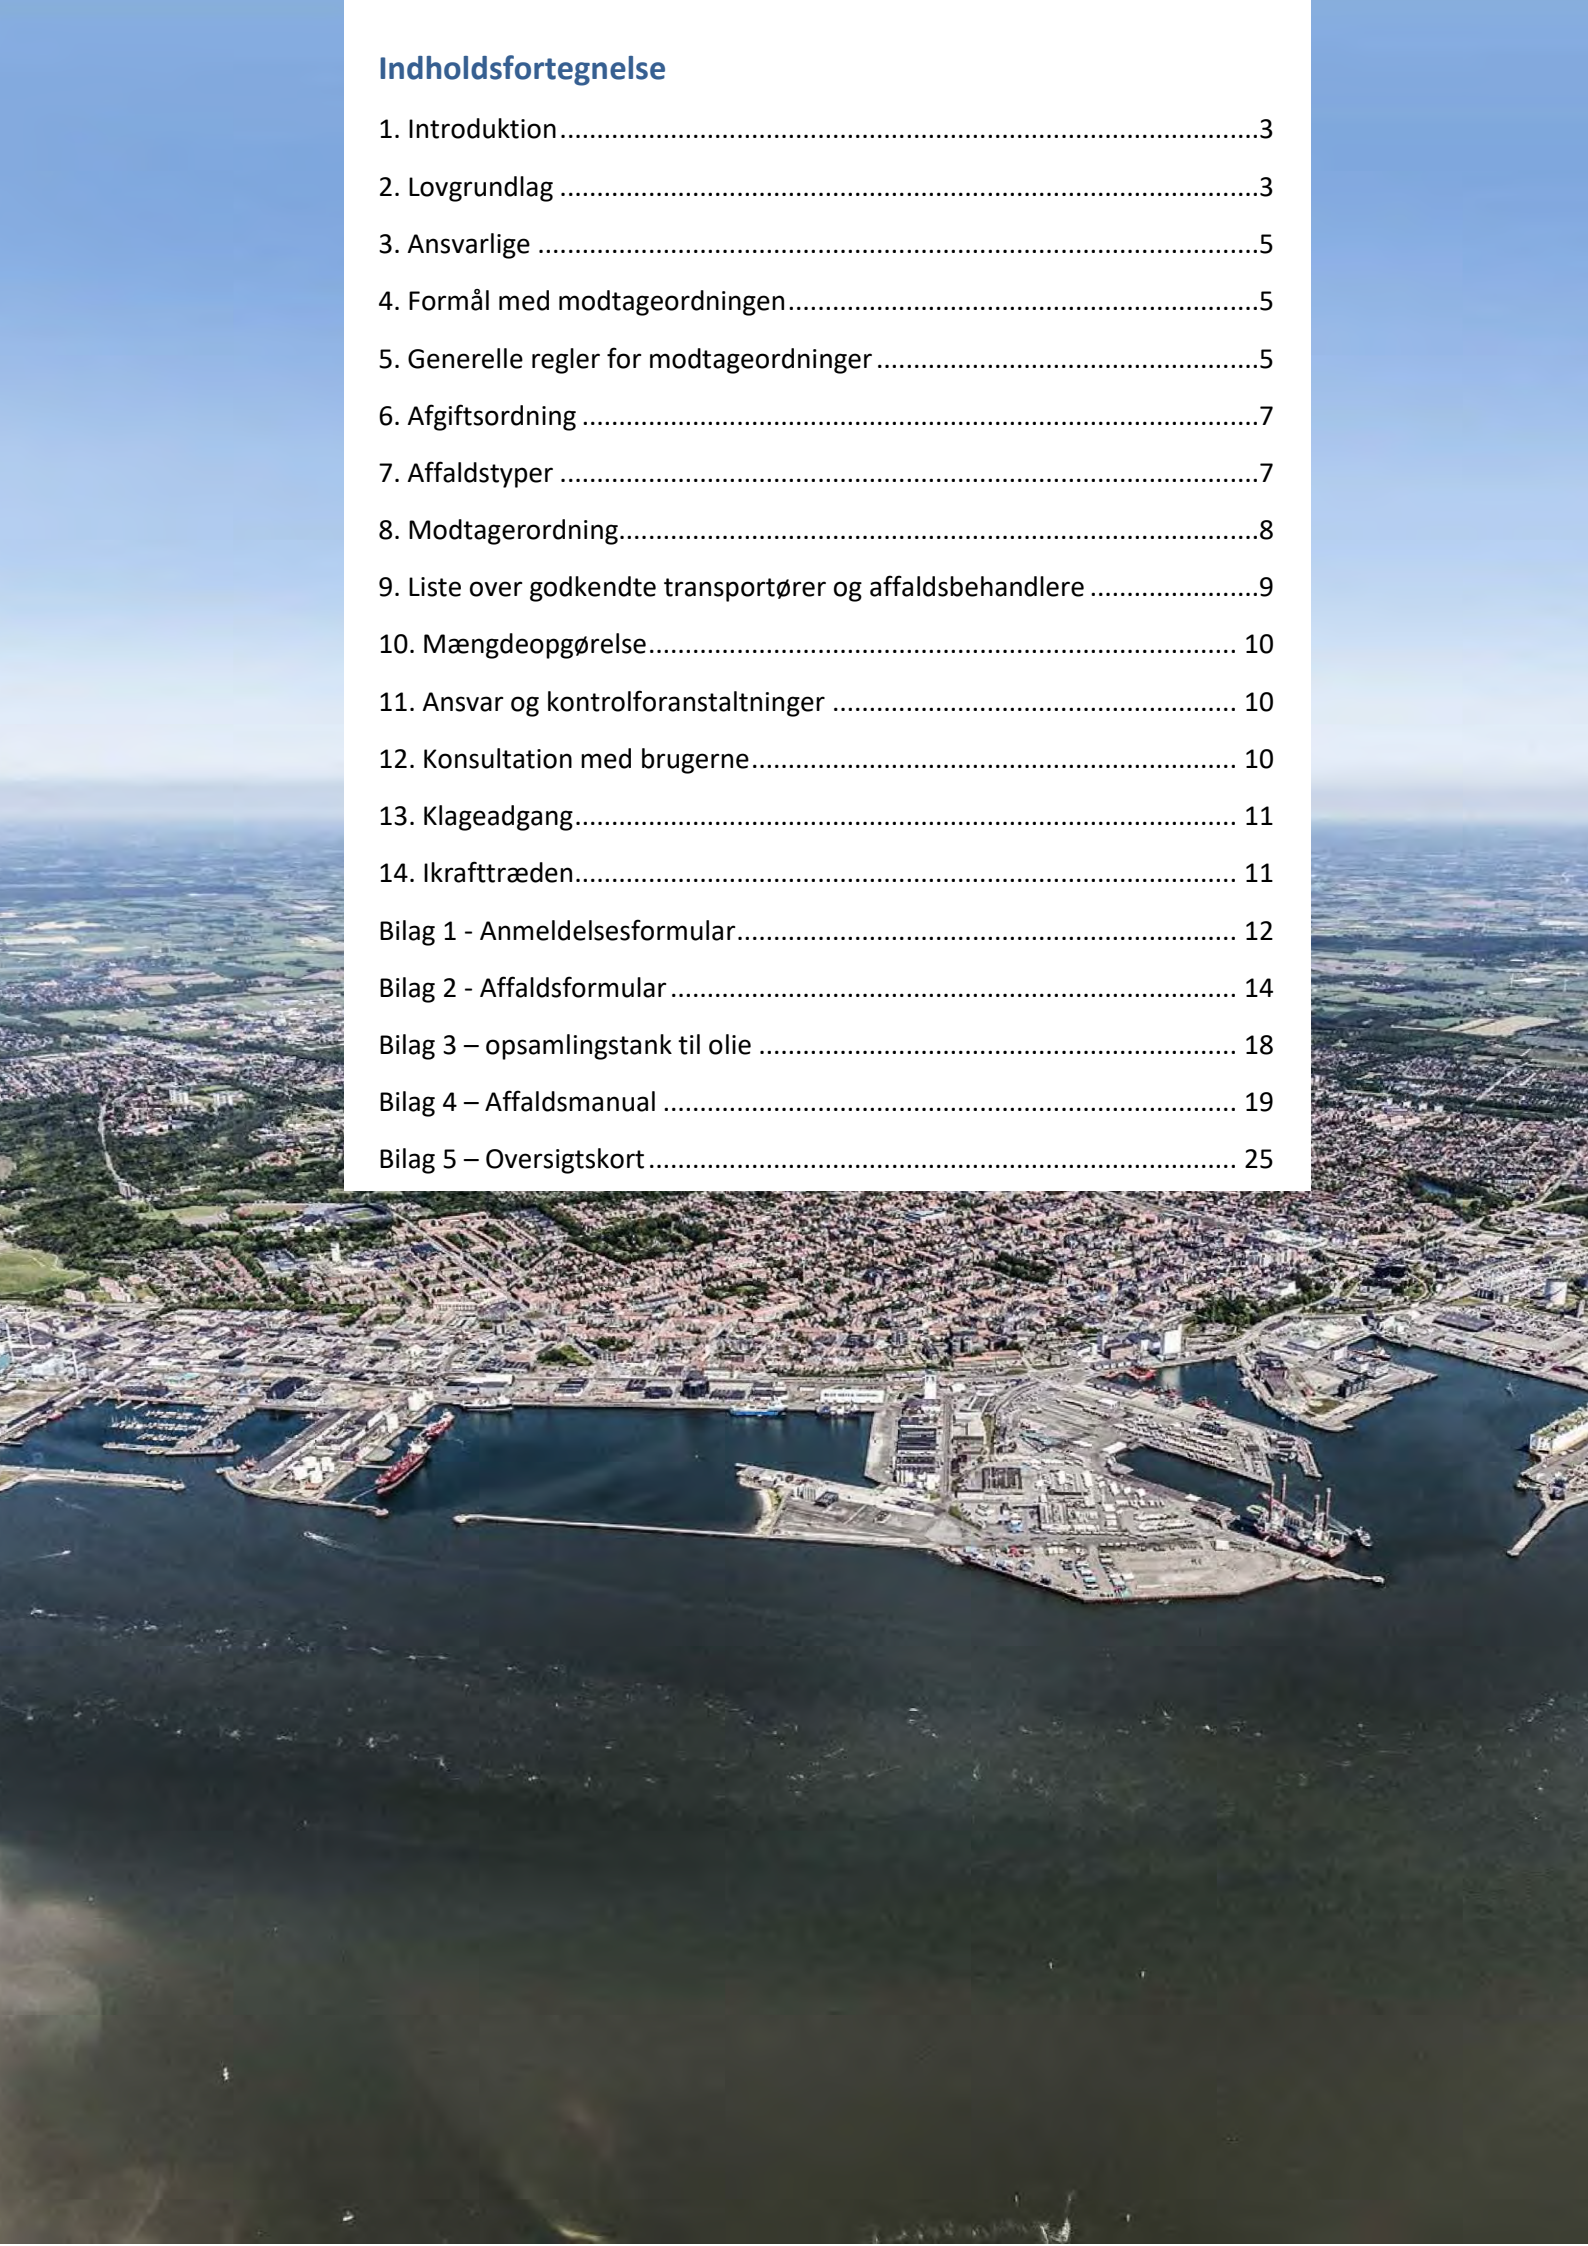 Indholdsfortegnelse
1. Introduktion.....3
2. Lovgrundlag.....3
3. Ansvarlige.....5
4. Formål med modtageordningen.....5
5. Generelle regler for modtageordninger.....5
6. Afgiftsordning.....7
7. Affaldstyper.....7
8. Modtagerordning.....8
9. Liste over godkendte transportører og affaldsbehandlere.....9
10. Mængdeopgørelse.....10
11. Ansvar og kontrolforanstaltninger.....10
12. Konsultation med brugerne.....10
13. Klageadgang.....11
14. Ikrafttræden.....11
Bilag 1 - Anmeldelsesformular.....12
Bilag 2 - Affaldsformular.....14
Bilag 3 – opsamlingstank til olie.....18
Bilag 4 – Affaldsmanual.....19
Bilag 5 – Oversigtskort.....25